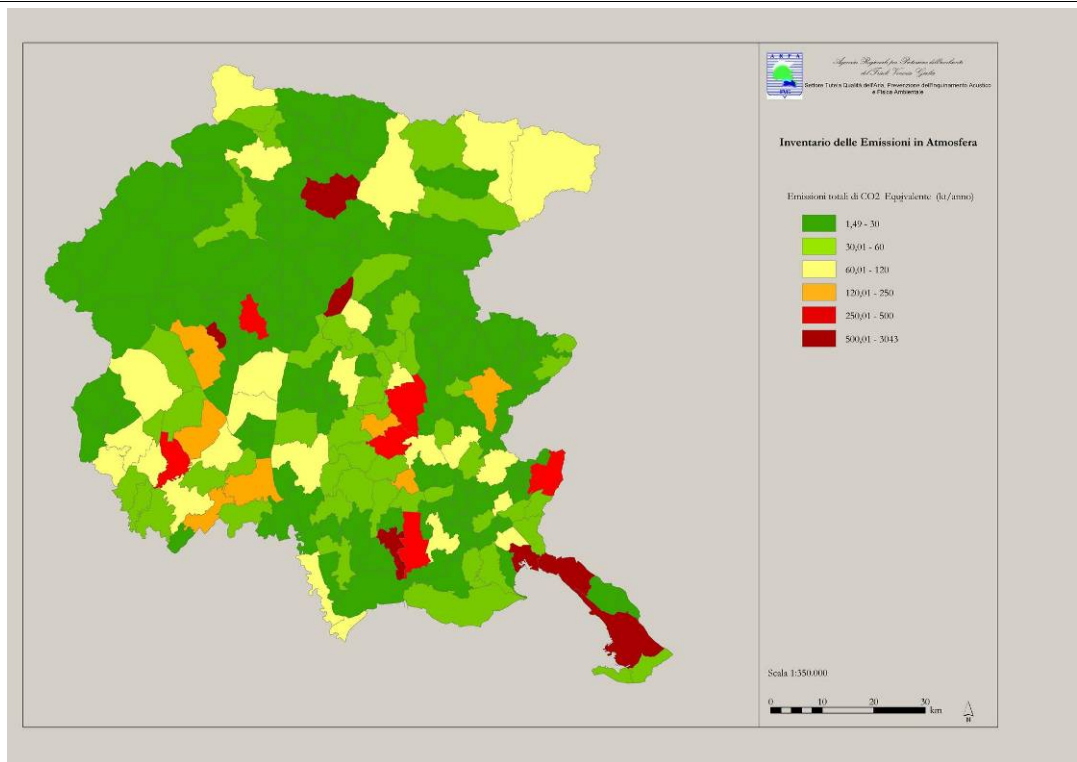 A R P A
FVG
Agenzia Regionale per Protezione dell'ambiente
del Friuli Venezia Giulia
Settore Tutela Qualità dell'Aria, Prevenzione dell'Inquinamento Acustico
e Fisica Ambientale
Inventario delle Emissioni in Atmosfera
Emissioni totali di CO2 Equivalente (kt/anno)
1,49 - 30
30,01 - 60
60,01 - 120
120,01 - 250
250,01 - 500
500,01 - 3043
Scala 1:350.000
0 10 20 30
km
N